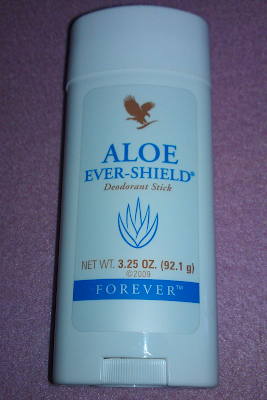 ALOE
EVER-SHIELD®
Deodorant Stick
NET WT. 3.25 OZ. (92.1 g)
©2009
FOREVER™